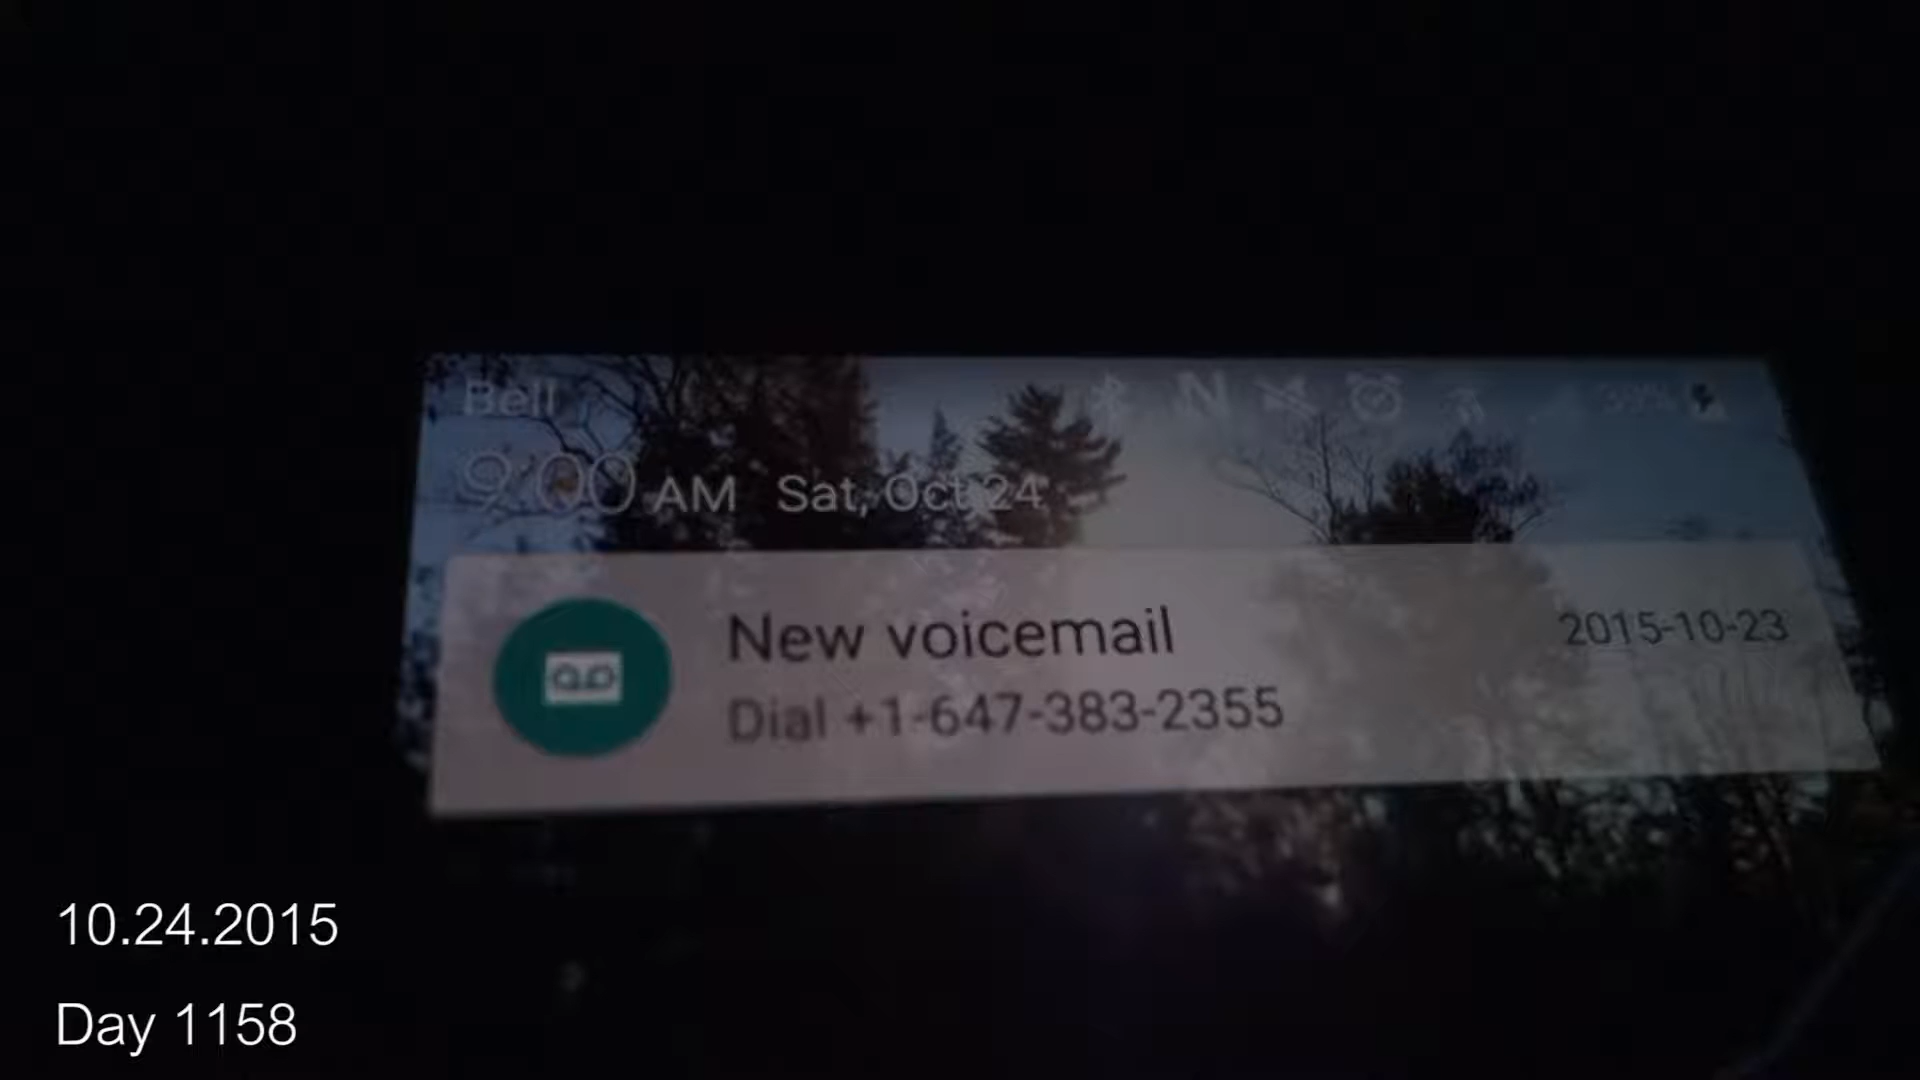 Bell
9:00 AM Sat, Oct 24
New voicemail
2015-10-23
Dial +1-647-383-2355
10.24.2015
Day 1158